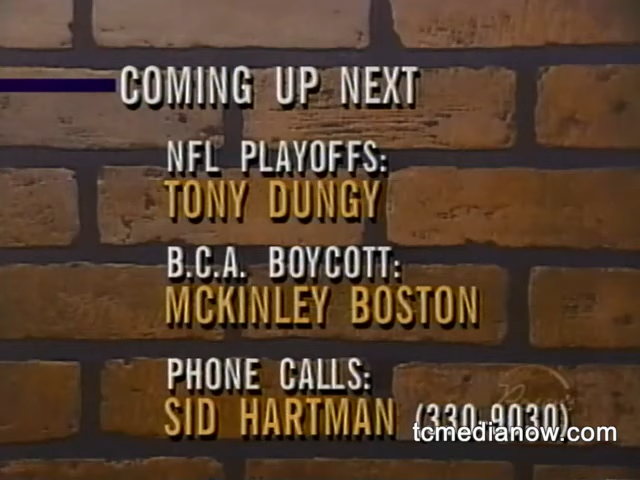 COMING UP NEXT
NFL PLAYOFFS:
TONY DUNGY
B.C.A. BOYCOTT:
MCKINLEY BOSTON
PHONE CALLS:
SID HARTMAN (330-9030)
tcmedianow.com